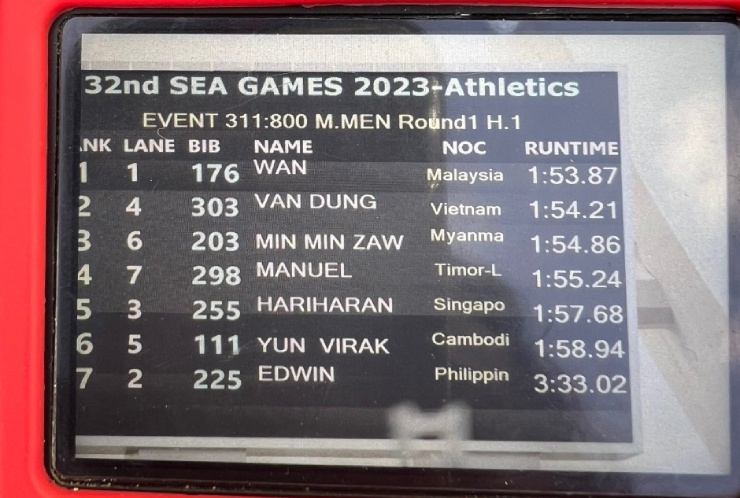 32nd SEA GAMES 2023-Athletics
EVENT 311:800 M.MEN Round1 H.1
ANK LANE BIB NAME NOC RUNTIME
1 1 176 WAN Malaysia 1:53.87
2 4 303 VAN DUNG Vietnam 1:54.21
3 6 203 MIN MIN ZAW Myanma 1:54.86
4 7 298 MANUEL Timor-L 1:55.24
5 3 255 HARIHARAN Singapo 1:57.68
6 5 111 YUN VIRAK Cambodi 1:58.94
7 2 225 EDWIN Philippin 3:33.02